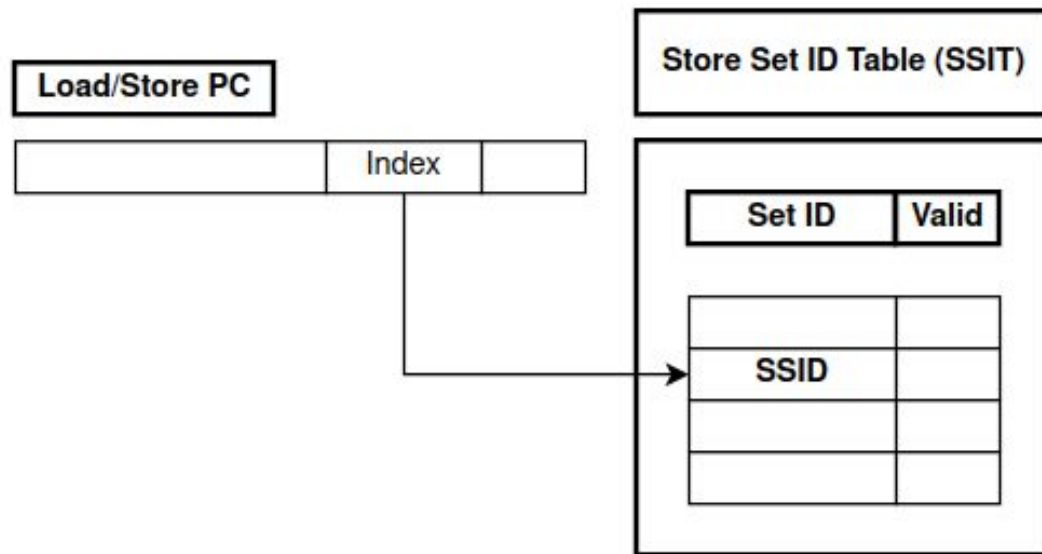 Store Set ID Table (SSIT)
Load/Store PC
Index
Set ID Valid
SSID